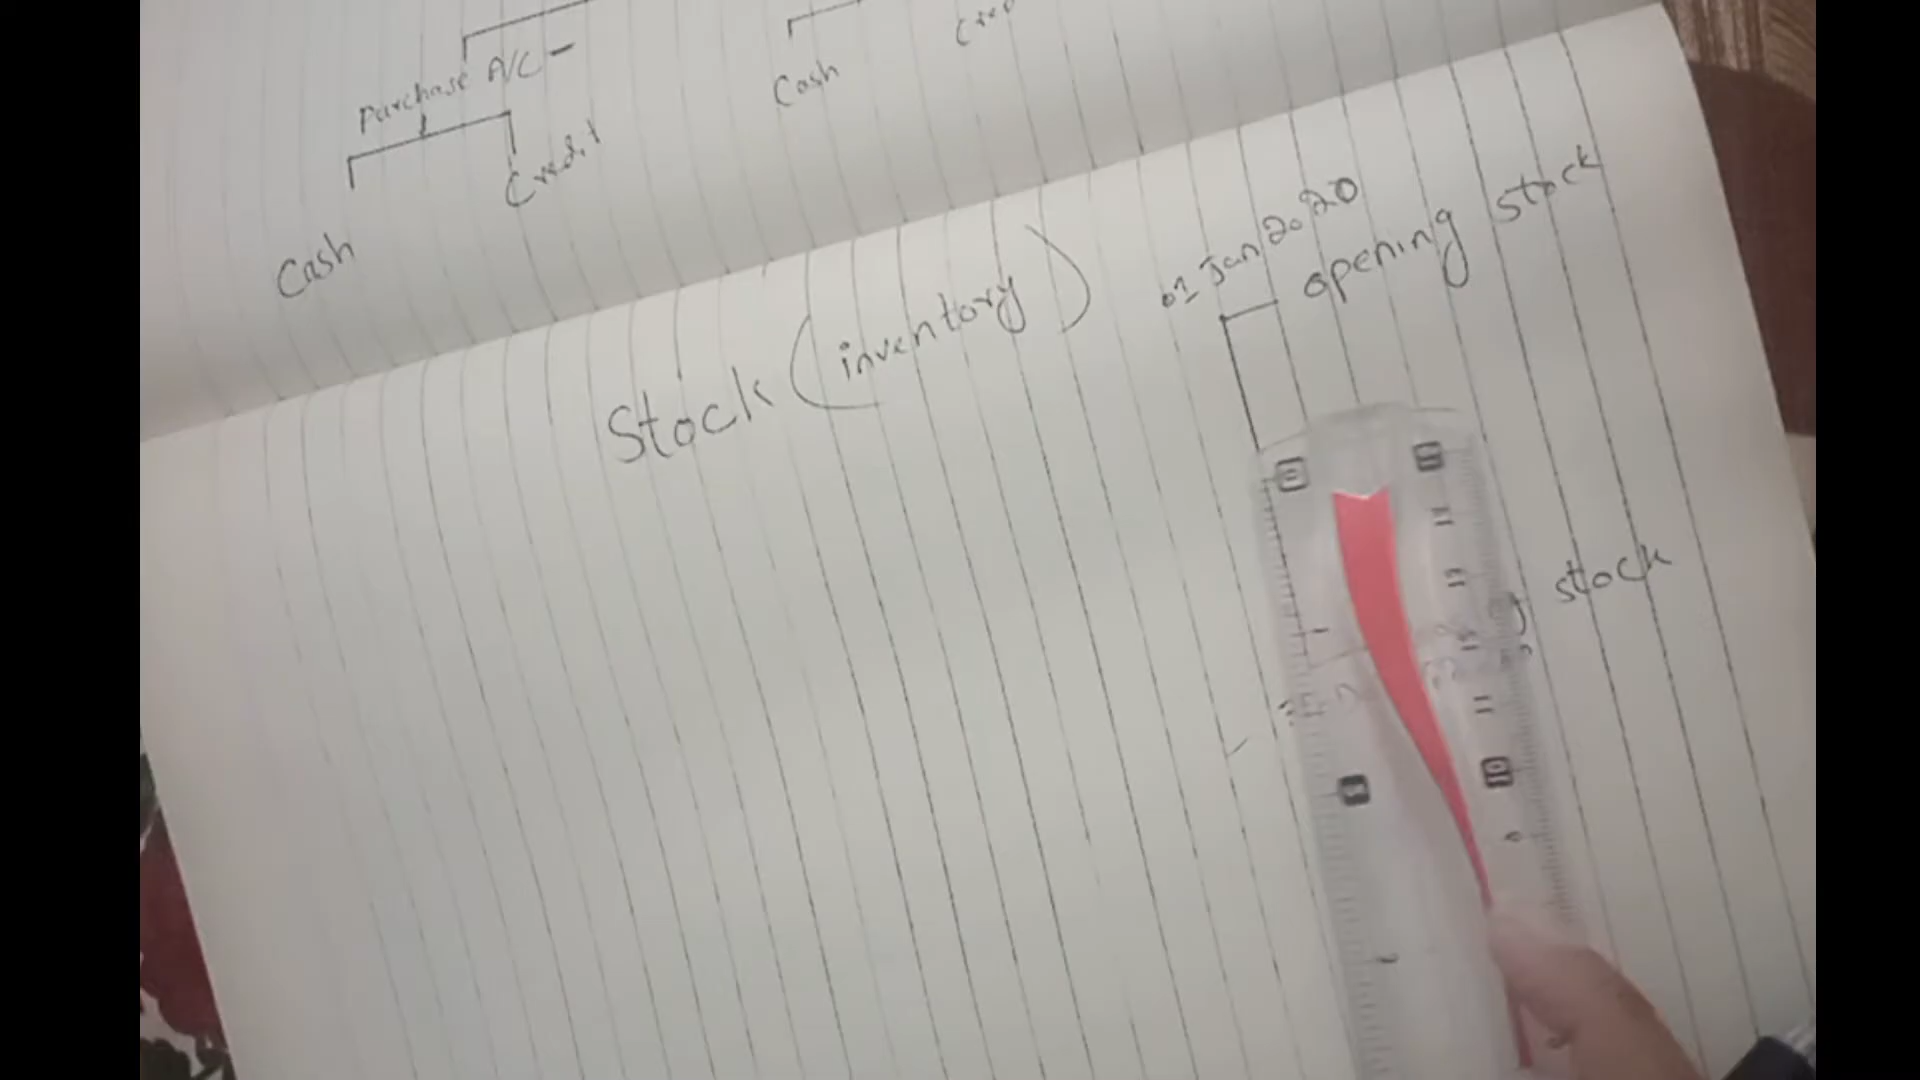 Purchase A/C -
Cash
Credit
Cash
Stock (inventory)
01 Jan 2020
opening stock
stock